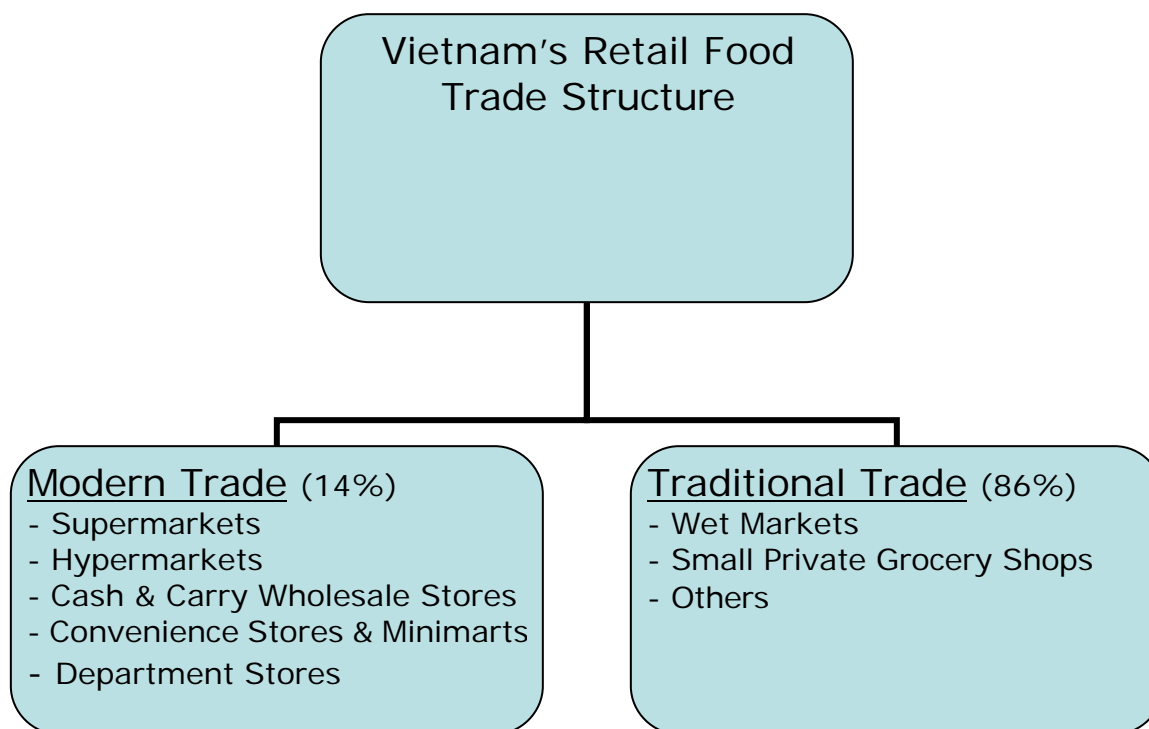 Vietnam's Retail Food
Trade Structure
Modern Trade (14%)
- Supermarkets
- Hypermarkets
- Cash & Carry Wholesale Stores
- Convenience Stores & Minimarts
- Department Stores
Traditional Trade (86%)
- Wet Markets
- Small Private Grocery Shops
- Others